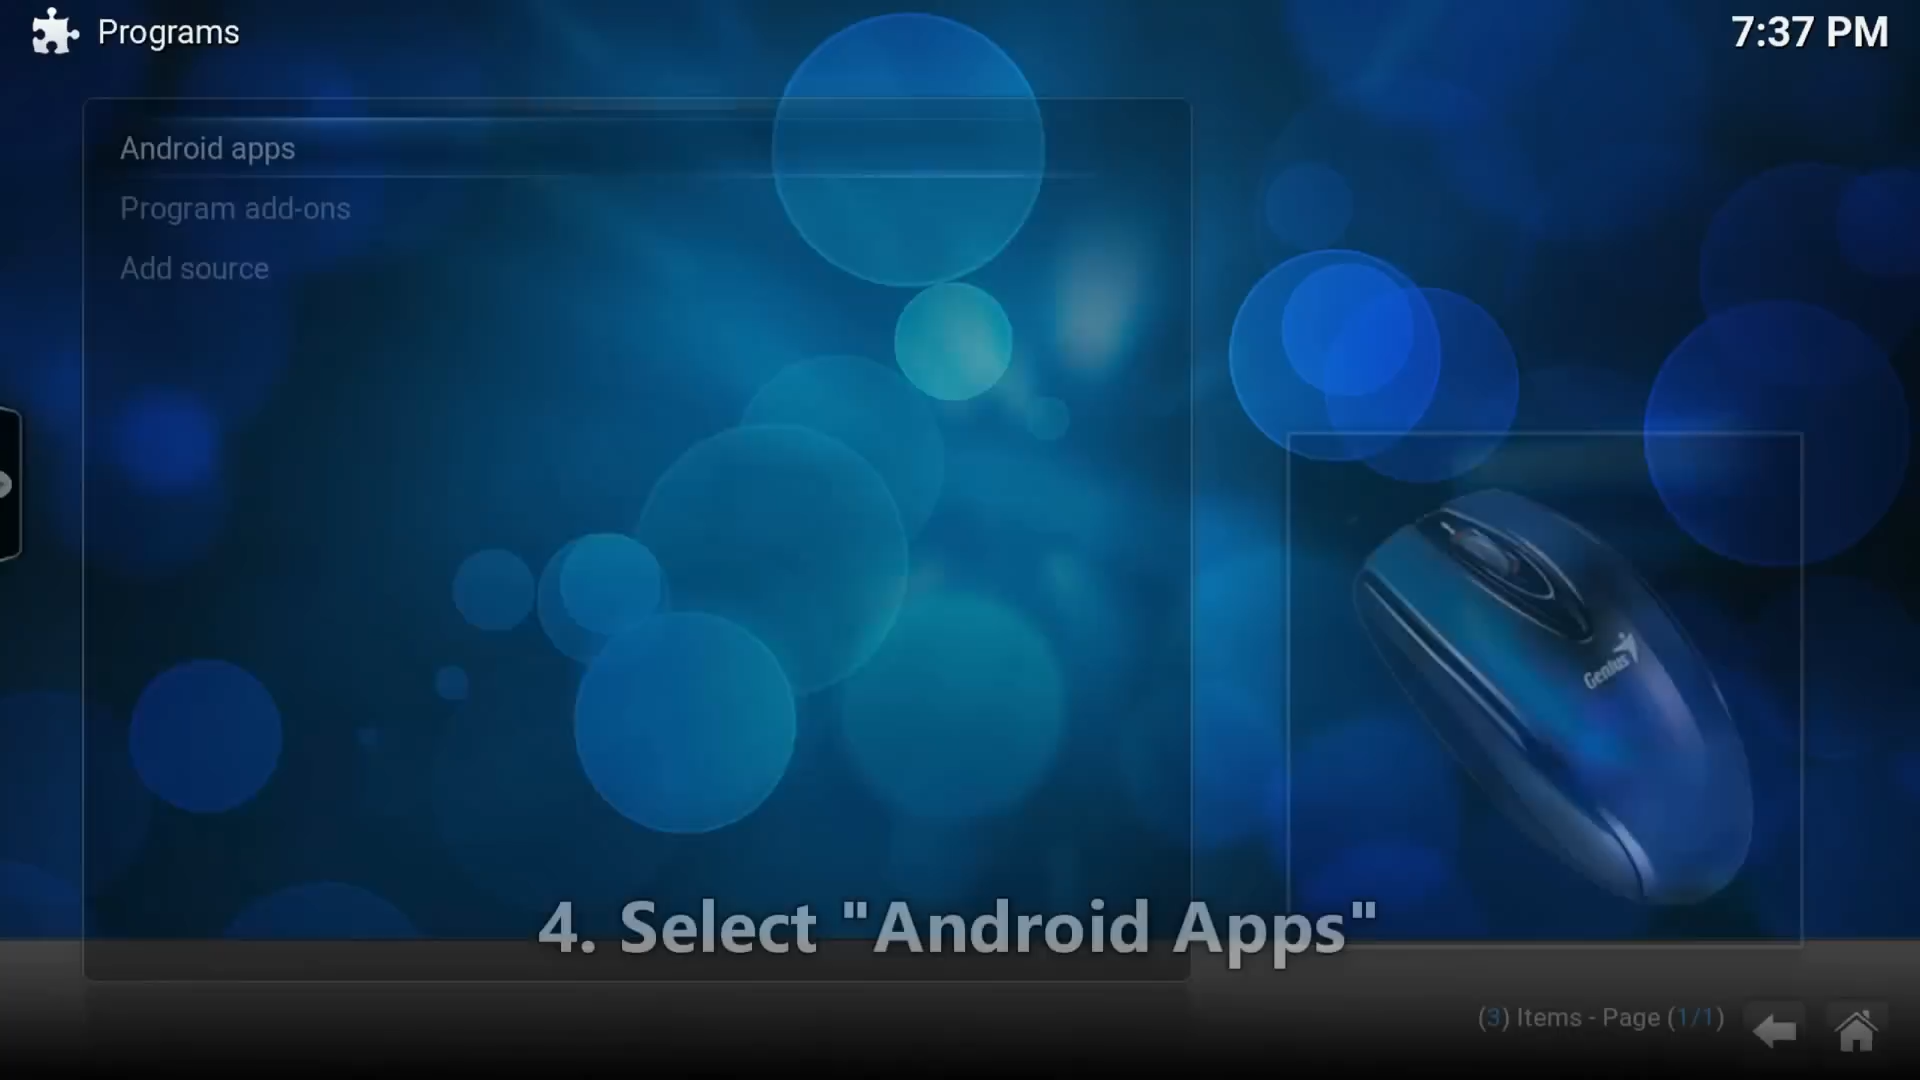 Programs
7:37 PM
Android apps
Program add-ons
Add source
Genius
4. Select "Android Apps"
(3) Items - Page (1/1)